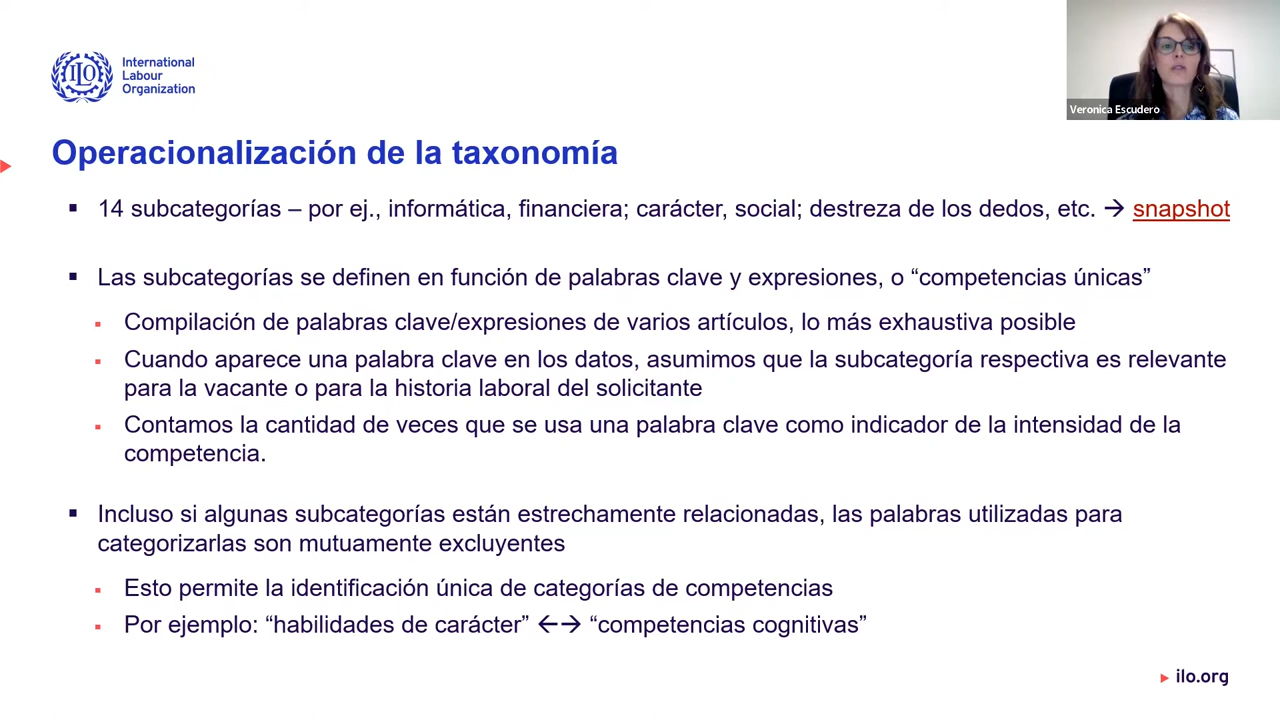 International
Labour
Organization
Veronica Escudero
Operacionalización de la taxonomía
14 subcategorías – por ej., informática, financiera; carácter, social; destreza de los dedos, etc. → snapshot
Las subcategorías se definen en función de palabras clave y expresiones, o “competencias únicas”
Compilación de palabras clave/expresiones de varios artículos, lo más exhaustiva posible
Cuando aparece una palabra clave en los datos, asumimos que la subcategoría respectiva es relevante
para la vacante o para la historia laboral del solicitante
Contamos la cantidad de veces que se usa una palabra clave como indicador de la intensidad de la
competencia.
Incluso si algunas subcategorías están estrechamente relacionadas, las palabras utilizadas para
categorizarlas son mutuamente excluyentes
Esto permite la identificación única de categorías de competencias
Por ejemplo: “habilidades de carácter” ←→ “competencias cognitivas”
ilo.org